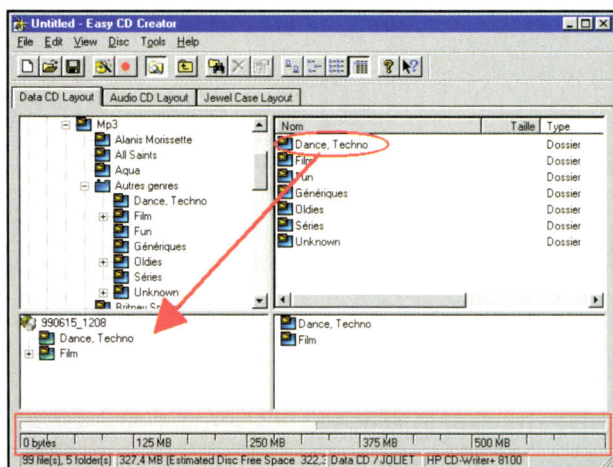 Untitled - Easy CD Creator
File Edit View Disc Tools Help
Data CD Layout Audio CD Layout Jewel Case Layout
Mp3
Alanis Morissette
All Saints
Aqua
Autres genres
Dance, Techno
Film
Fun
Génériques
Oldies
Séries
Unknown
Nom Taille Type
Dance, Techno Dossier
Film Dossier
Fun Dossier
Génériques Dossier
Oldies Dossier
Séries Dossier
Unknown Dossier
990615_1208
Dance, Techno
Film
Dance, Techno
Film
0 bytes 125 MB 250 MB 375 MB 500 MB
99 file(s), 5 folder(s) 327,4 MB (Estimated Disc Free Space 322, Data CD / JOLIET HP CD-Writer+ 8100